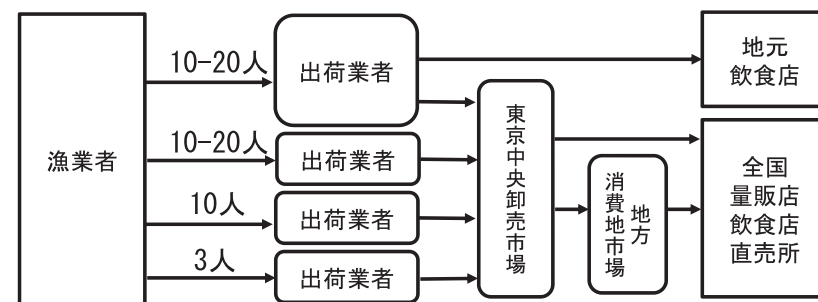 漁業者
10-20人
10-20人
10人
3人
出荷業者
出荷業者
出荷業者
出荷業者
東京中央卸売市場
地方
消費地市場
地元
飲食店
全国
量販店
飲食店
直売所